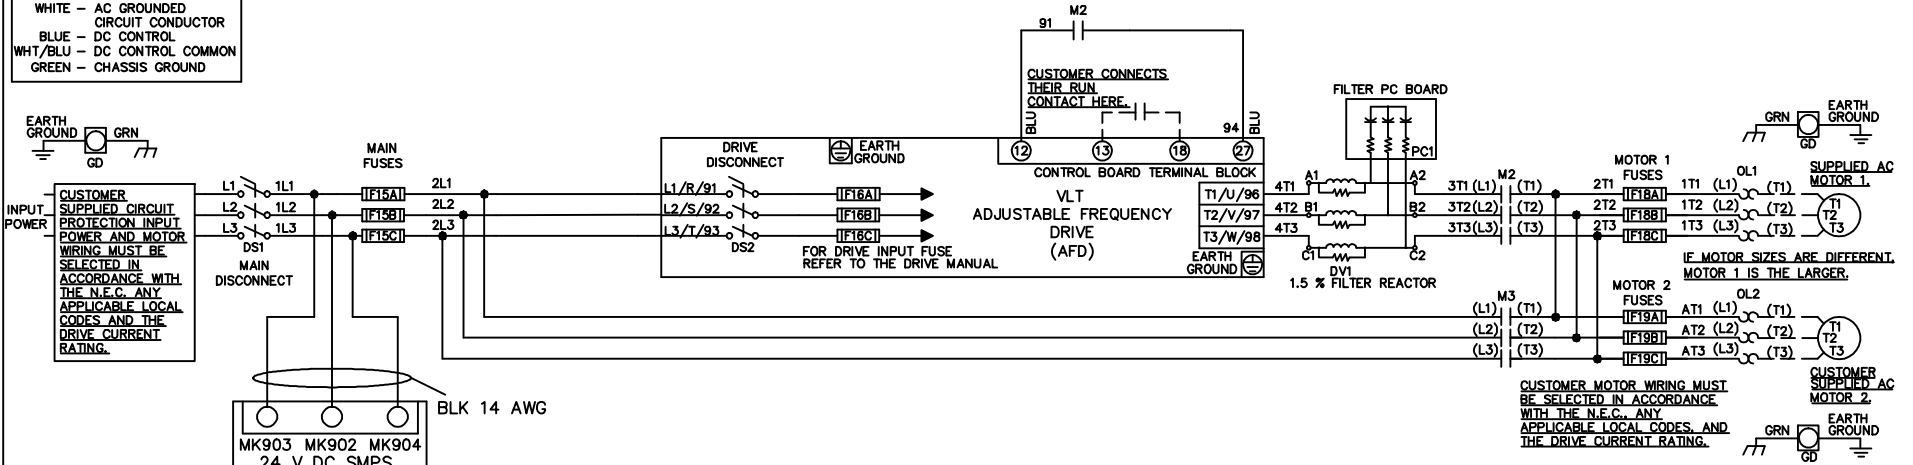 WHITE – AC GROUNDED
CIRCUIT CONDUCTOR
BLUE – DC CONTROL
WHT/BLU – DC CONTROL COMMON
GREEN – CHASSIS GROUND
EARTH
GROUND
GRN
GD
INPUT
POWER
CUSTOMER
SUPPLIED CIRCUIT
PROTECTION INPUT
POWER AND MOTOR
WIRING MUST BE
SELECTED IN
ACCORDANCE WITH
THE N.E.C. ANY
APPLICABLE LOCAL
CODES AND THE
DRIVE CURRENT
RATING.
L1
L2
L3
DS1
MAIN
DISCONNECT
1L1
1L2
1L3
MAIN
FUSES
F15A
F15B
F15C
2L1
2L2
2L3
MK903 MK902 MK904
24 V DC SMPS
BLK 14 AWG
L1/R/91
L2/S/92
L3/T/93
DRIVE
DISCONNECT
DS2
EARTH
GROUND
F16A
F16B
F16C
FOR DRIVE INPUT FUSE
REFER TO THE DRIVE MANUAL
91
M2
CUSTOMER CONNECTS
THEIR RUN
CONTACT HERE.
BLU
94
BLU
12
13
18
27
CONTROL BOARD TERMINAL BLOCK
VLT
ADJUSTABLE FREQUENCY
DRIVE
(AFD)
T1/U/96
T2/V/97
T3/W/98
EARTH
GROUND
4T1
4T2
4T3
FILTER PC BOARD
PC1
A1
B1
C1
A2
B2
C2
DV1
1.5 % FILTER REACTOR
M2
3T1 (L1) (T1)
3T2(L2) (T2)
3T3(L3) (T3)
M3
(L1) (T1)
(L2) (T2)
(L3) (T3)
MOTOR 1
FUSES
2T1
2T2
2T3
F18A
F18B
F18C
1T1 (L1)
1T2 (L2)
1T3 (L3)
OL1
(T1)
(T2)
(T3)
T1
T2
T3
GRN
GD
EARTH
GROUND
SUPPLIED AC
MOTOR 1.
IF MOTOR SIZES ARE DIFFERENT,
MOTOR 1 IS THE LARGER.
MOTOR 2
FUSES
F19A
F19B
F19C
AT1 (L1)
AT2 (L2)
AT3 (L3)
OL2
(T1)
(T2)
(T3)
T1
T2
T3
CUSTOMER
SUPPLIED AC
MOTOR 2.
CUSTOMER MOTOR WIRING MUST
BE SELECTED IN ACCORDANCE
WITH THE N.E.C., ANY
APPLICABLE LOCAL CODES, AND
THE DRIVE CURRENT RATING.
GRN
GD
EARTH
GROUND